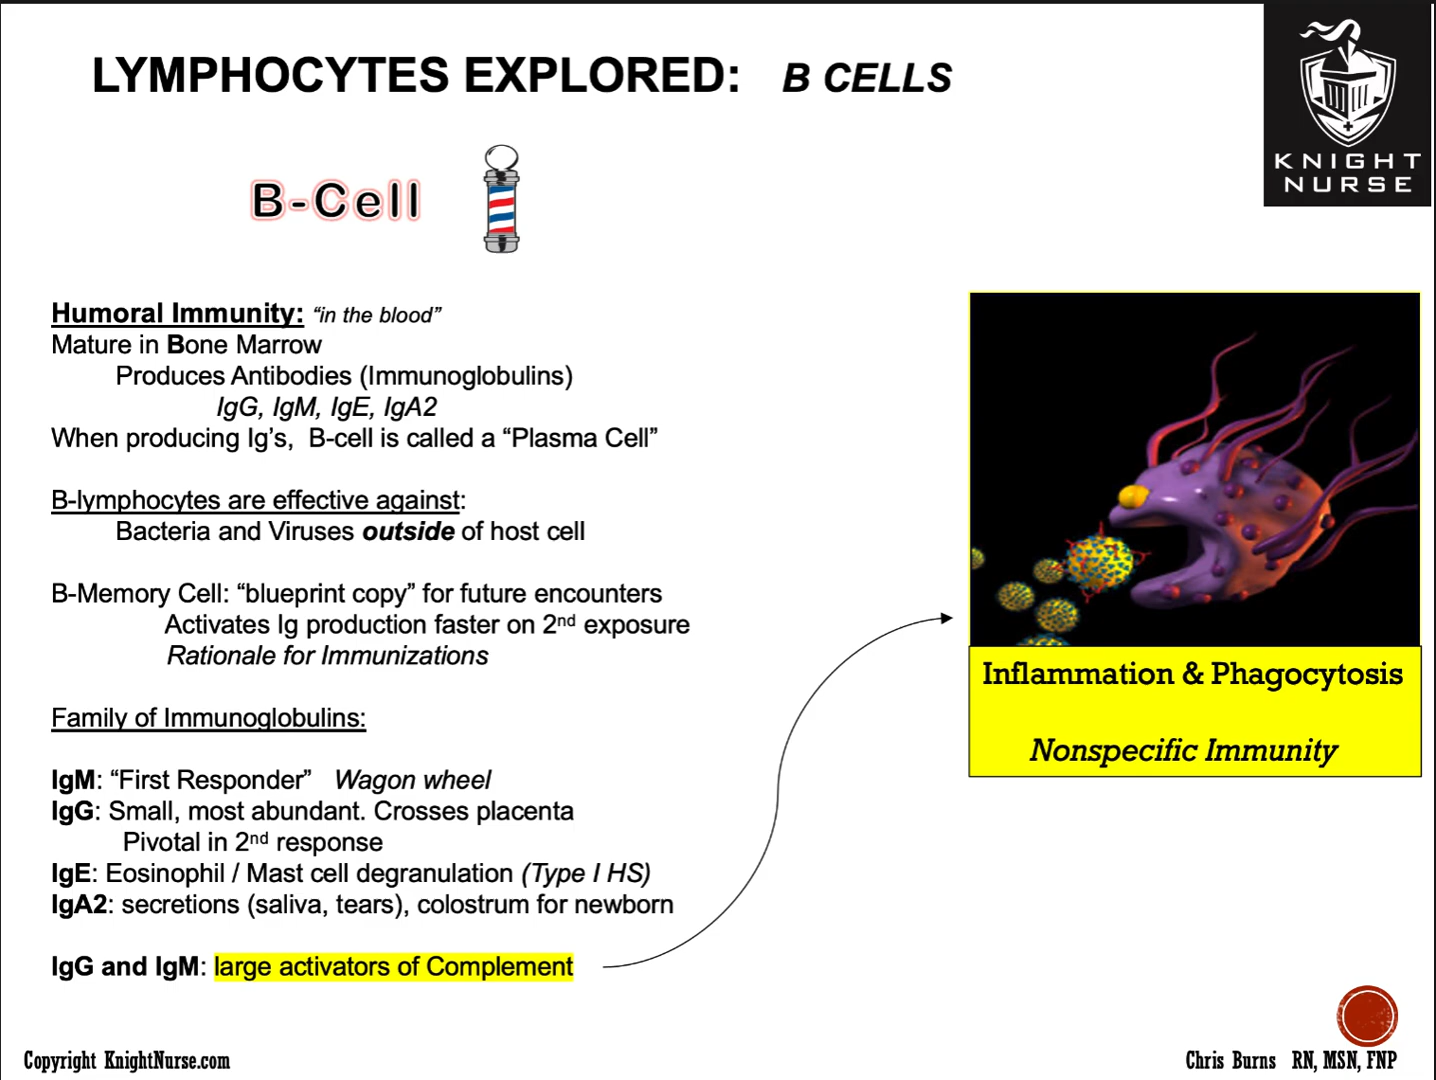 LYMPHOCYTES EXPLORED: B CELLS
KNIGHT
NURSE
B-Cell
Humoral Immunity: “in the blood”
Mature in Bone Marrow
Produces Antibodies (Immunoglobulins)
IgG, IgM, IgE, IgA2
When producing Ig’s, B-cell is called a “Plasma Cell”
B-lymphocytes are effective against:
Bacteria and Viruses outside of host cell
B-Memory Cell: “blueprint copy” for future encounters
Activates Ig production faster on 2nd exposure
Rationale for Immunizations
Family of Immunoglobulins:
IgM: “First Responder” Wagon wheel
IgG: Small, most abundant. Crosses placenta
Pivotal in 2nd response
IgE: Eosinophil / Mast cell degranulation (Type I HS)
IgA2: secretions (saliva, tears), colostrum for newborn
IgG and IgM: large activators of Complement
Inflammation & Phagocytosis
Nonspecific Immunity
Copyright KnightNurse.com
Chris Burns RN, MSN, FNP